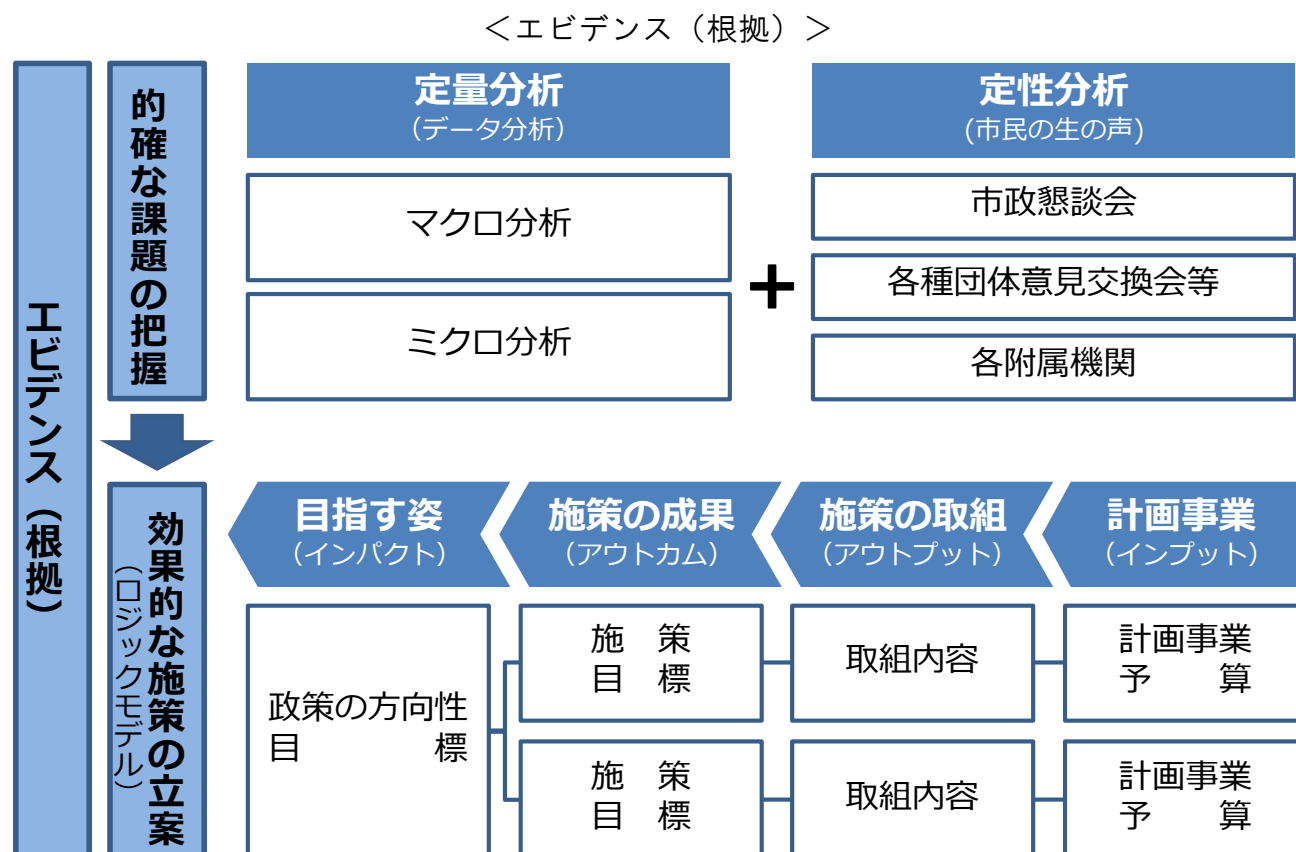 ＜エビデンス（根拠）＞
エビデンス（根拠）
的確な課題の把握
定量分析
（データ分析）
マクロ分析
ミクロ分析
＋
定性分析
(市民の生の声)
市政懇談会
各種団体意見交換会等
各附属機関
効果的な施策の立案
（ロジックモデル）
目指す姿
（インパクト）
施策の成果
（アウトカム）
施策の取組
（アウトプット）
計画事業
（インプット）
政策の方向性
目　　　　標
施　策
目　標
取組内容
計画事業
予　　算
施　策
目　標
取組内容
計画事業
予　　算